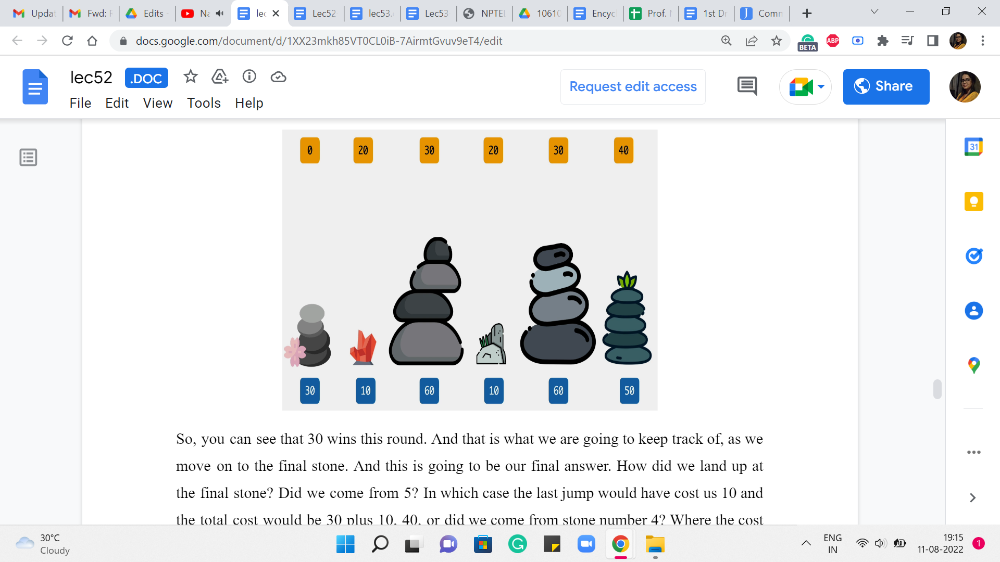 Updat Fwd: F Edits - Na lec Lec52 lec53. Lec53 NPTEL 10610 Encyc Prof. 1st Dr Comm
docs.google.com/document/d/1XX23mkh85VT0CL0iB-7AirmtGvuv9eT4/edit
BETA ABP
lec52 .DOC
Request edit access
Share
File Edit View Tools Help
31
0 20 30 20 30 40
30 10 60 10 60 50
So, you can see that 30 wins this round. And that is what we are going to keep track of, as we
move on to the final stone. And this is going to be our final answer. How did we land up at
the final stone? Did we come from 5? In which case the last jump would have cost us 10 and
the total cost would be 30 plus 10, 40, or did we come from stone number 4? Where the cost
30°C
Cloudy
ENG
IN
19:15
11-08-2022
1